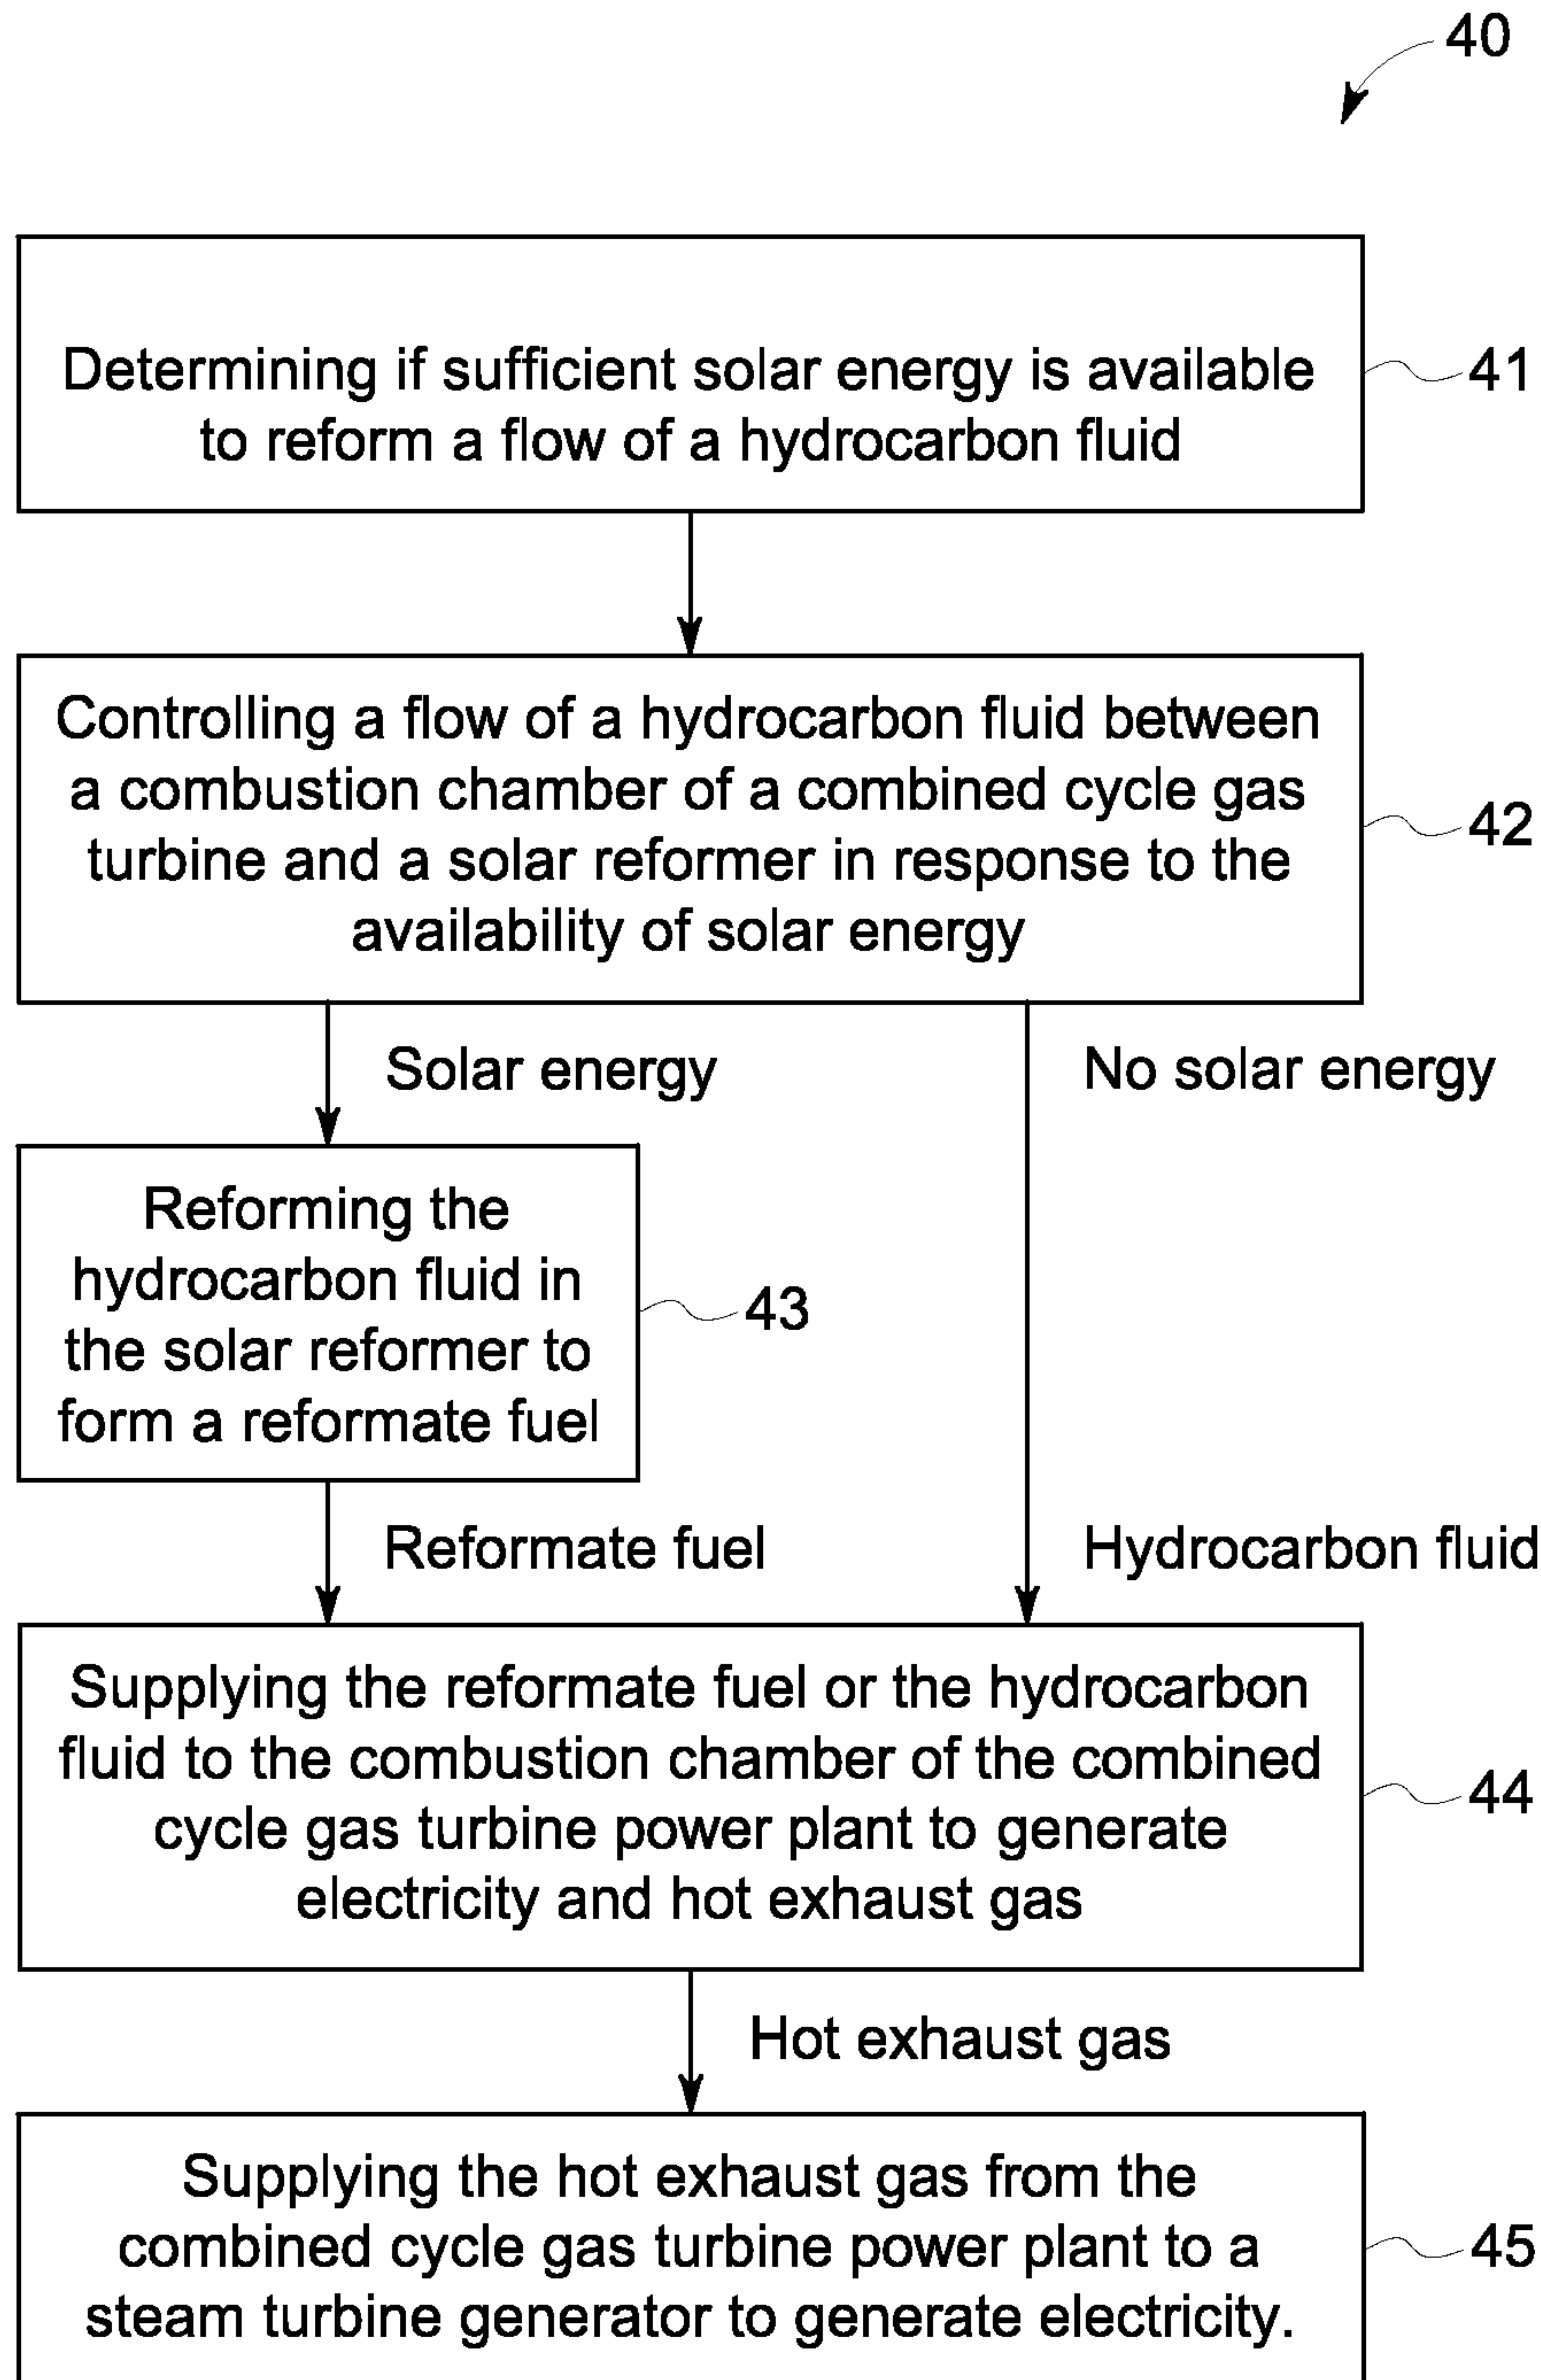 40
Determining if sufficient solar energy is available
to reform a flow of a hydrocarbon fluid
41
Controlling a flow of a hydrocarbon fluid between
a combustion chamber of a combined cycle gas
turbine and a solar reformer in response to the
availability of solar energy
42
Solar energy
No solar energy
Reforming the
hydrocarbon fluid in
the solar reformer to
form a reformate fuel
43
Reformate fuel
Hydrocarbon fluid
Supplying the reformate fuel or the hydrocarbon
fluid to the combustion chamber of the combined
cycle gas turbine power plant to generate
electricity and hot exhaust gas
44
Hot exhaust gas
Supplying the hot exhaust gas from the
combined cycle gas turbine power plant to a
steam turbine generator to generate electricity.
45